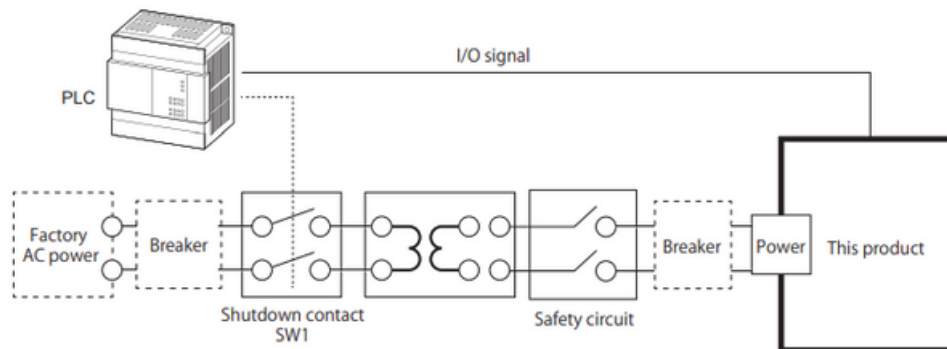 I/O signal
PLC
Factory
AC power
Breaker
Shutdown contact
SW1
Safety circuit
Breaker
Power
This product